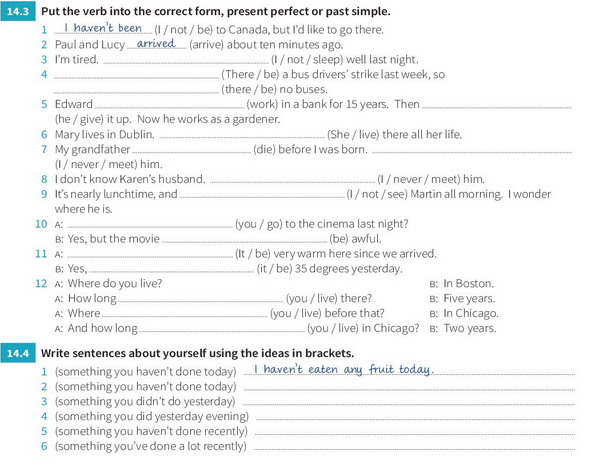 14.3 Put the verb into the correct form, present perfect or past simple.
1 I haven't been (I / not / be) to Canada, but I'd like to go there.
2 Paul and Lucy arrived (arrive) about ten minutes ago.
3 I'm tired. (I / not / sleep) well last night.
4 (There / be) a bus drivers' strike last week, so
(there / be) no buses.
5 Edward (work) in a bank for 15 years. Then
(he / give) it up. Now he works as a gardener.
6 Mary lives in Dublin. (She / live) there all her life.
7 My grandfather (die) before I was born.
(I / never / meet) him.
8 I don't know Karen's husband. (I / never / meet) him.
9 It's nearly lunchtime, and (I / not / see) Martin all morning. I wonder
where he is.
10 A: (you / go) to the cinema last night?
B: Yes, but the movie (be) awful.
11 A: (It / be) very warm here since we arrived.
B: Yes, (it / be) 35 degrees yesterday.
12 A: Where do you live? B: In Boston.
A: How long (you / live) there? B: Five years.
A: Where (you / live) before that? B: In Chicago.
A: And how long (you / live) in Chicago? B: Two years.
14.4 Write sentences about yourself using the ideas in brackets.
1 (something you haven't done today) I haven't eaten any fruit today.
2 (something you haven't done today)
3 (something you didn't do yesterday)
4 (something you did yesterday evening)
5 (something you haven't done recently)
6 (something you've done a lot recently)